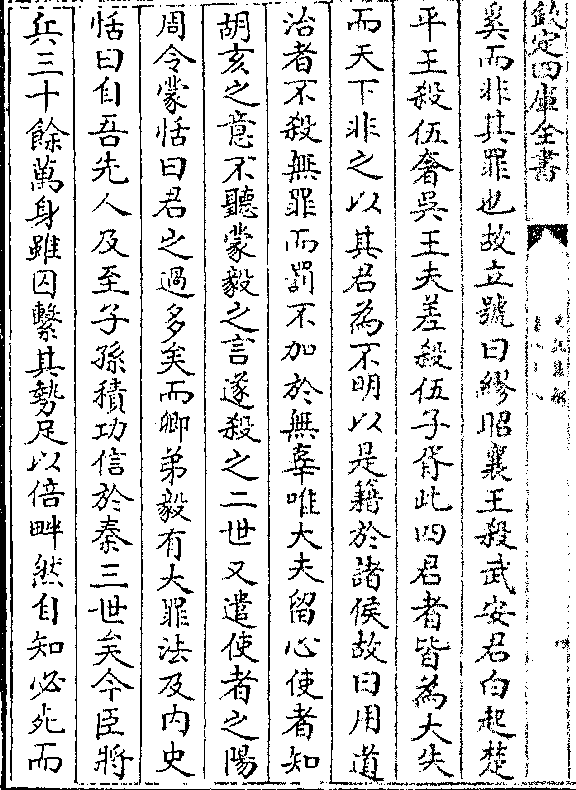 欽定四庫全書
奚而非其罪也故立號曰繆昭襄王殺武安君白起楚
平王殺伍奢吳王夫差殺伍子胥此四君者皆為大失
而天下非之以其君為不明以是籍於諸侯故曰用道
治者不殺無罪而罰不加於無辜唯大夫留心使者知
胡亥之意不聽蒙毅之言遂殺之二世又遣使者之陽
周令蒙恬曰君之過多矣而卿弟毅有大罪法及內史
恬曰自吾先人及至子孫積功信於秦三世矣今臣將
兵三十餘萬身雖囚繫其勢足以倍畔然自知必死而